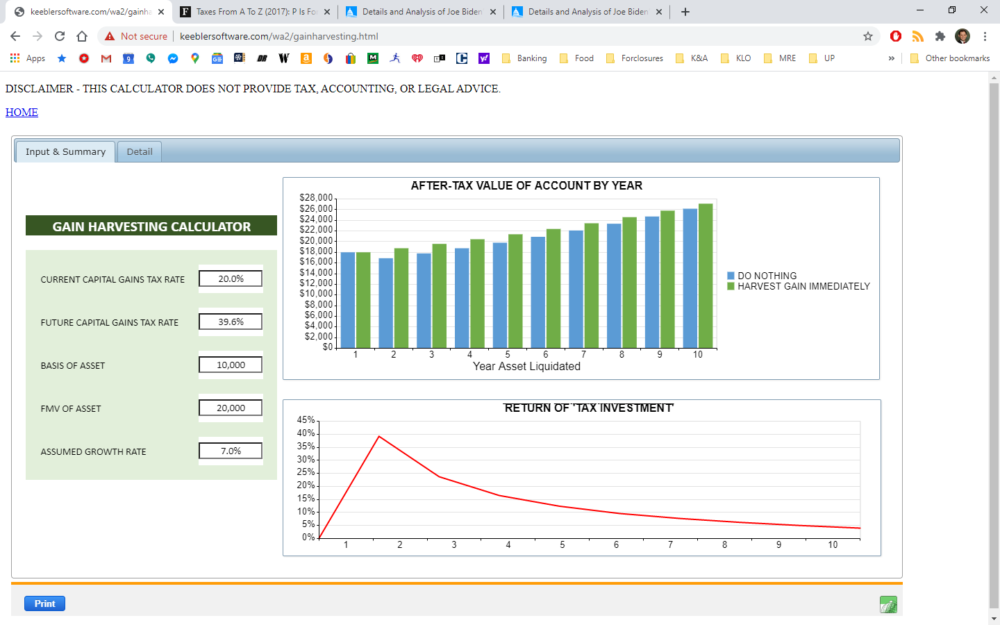 keeblersoftware.com/wa2/gainha
Taxes From A To Z (2017): P Is For
Details and Analysis of Joe Biden
Details and Analysis of Joe Biden
Not secure
keeblersoftware.com/wa2/gainharvesting.html
Apps
Banking
Food
Forclosures
K&A
KLO
MRE
UP
»
Other bookmarks
DISCLAIMER - THIS CALCULATOR DOES NOT PROVIDE TAX, ACCOUNTING, OR LEGAL ADVICE.
HOME
Input & Summary
Detail
GAIN HARVESTING CALCULATOR
CURRENT CAPITAL GAINS TAX RATE 20.0%
FUTURE CAPITAL GAINS TAX RATE 39.6%
BASIS OF ASSET 10,000
FMV OF ASSET 20,000
ASSUMED GROWTH RATE 7.0%
AFTER-TAX VALUE OF ACCOUNT BY YEAR
$28,000
$26,000
$24,000
$22,000
$20,000
$18,000
$16,000
$14,000
$12,000
$10,000
$8,000
$6,000
$4,000
$2,000
$0
1 2 3 4 5 6 7 8 9 10
Year Asset Liquidated
DO NOTHING
HARVEST GAIN IMMEDIATELY
RETURN OF 'TAX INVESTMENT'
45%
40%
35%
30%
25%
20%
15%
10%
5%
0%
1 2 3 4 5 6 7 8 9 10
Print